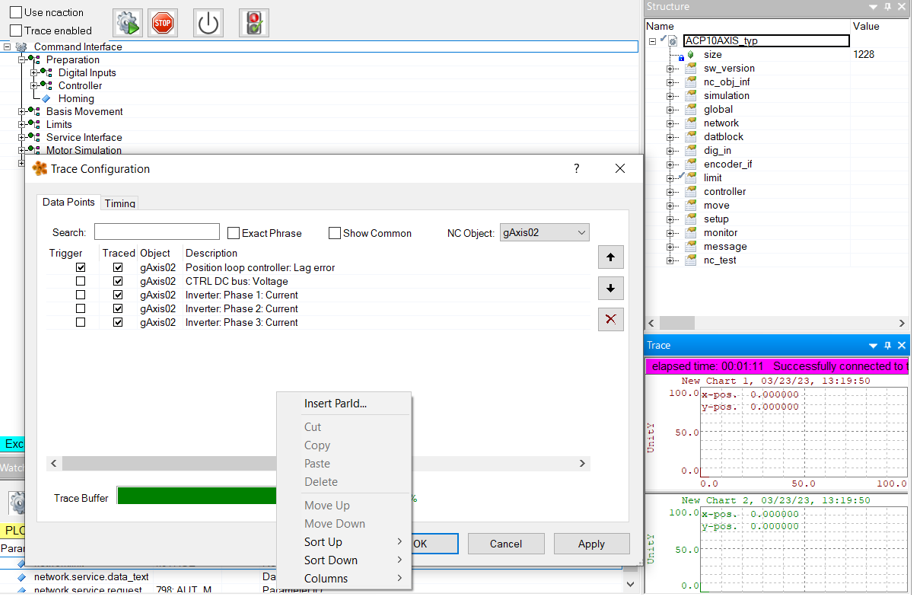 Use ncaction
Trace enabled
STOP
Command Interface
Preparation
Digital Inputs
Controller
Homing
Basis Movement
Limits
Service Interface
Motor Simulation
Structure
Name Value
ACP10AXIS_typ
size 1228
sw_version
nc_obj_inf
simulation
global
network
datblock
dig_in
encoder_if
limit
controller
move
setup
monitor
message
nc_test
Trace Configuration
?
Data Points Timing
Search: Exact Phrase Show Common NC Object: gAxis02
Trigger Traced Object Description
gAxis02 Position loop controller: Lag error
gAxis02 CTRL DC bus: Voltage
gAxis02 Inverter: Phase 1: Current
gAxis02 Inverter: Phase 2: Current
gAxis02 Inverter: Phase 3: Current
Trace Buffer %
OK Cancel Apply
Insert ParId...
Cut
Copy
Paste
Delete
Move Up
Move Down
Sort Up
Sort Down
Columns
Exc
Watc
PLC
Para
network.service.data_text Da
network.service.request 798: AUT_M
Trace
elapsed time: 00:01:11 Successfully connected to
New Chart 1, 03/23/23, 13:19:50
100.0
x-pos. 0.000000
y-pos. 0.000000
UnitY
50.0
0.0
0.0 50.0 100.0
New Chart 2, 03/23/23, 13:19:50
100.0
x-pos. 0.000000
y-pos. 0.000000
UnitY
50.0
0.0